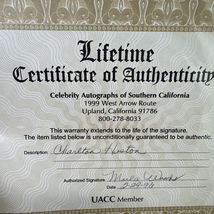 Lifetime
Certificate of Authenticity
Celebrity Autographs of Southern California
1999 West Arrow Route
Upland, California 91786
800-278-8033
This warranty extends to the life of the signature.
The item listed below is unconditionally guaranteed to be authentic.
Description: Charlton Heston
Authorized Signature
Date
UACC Member